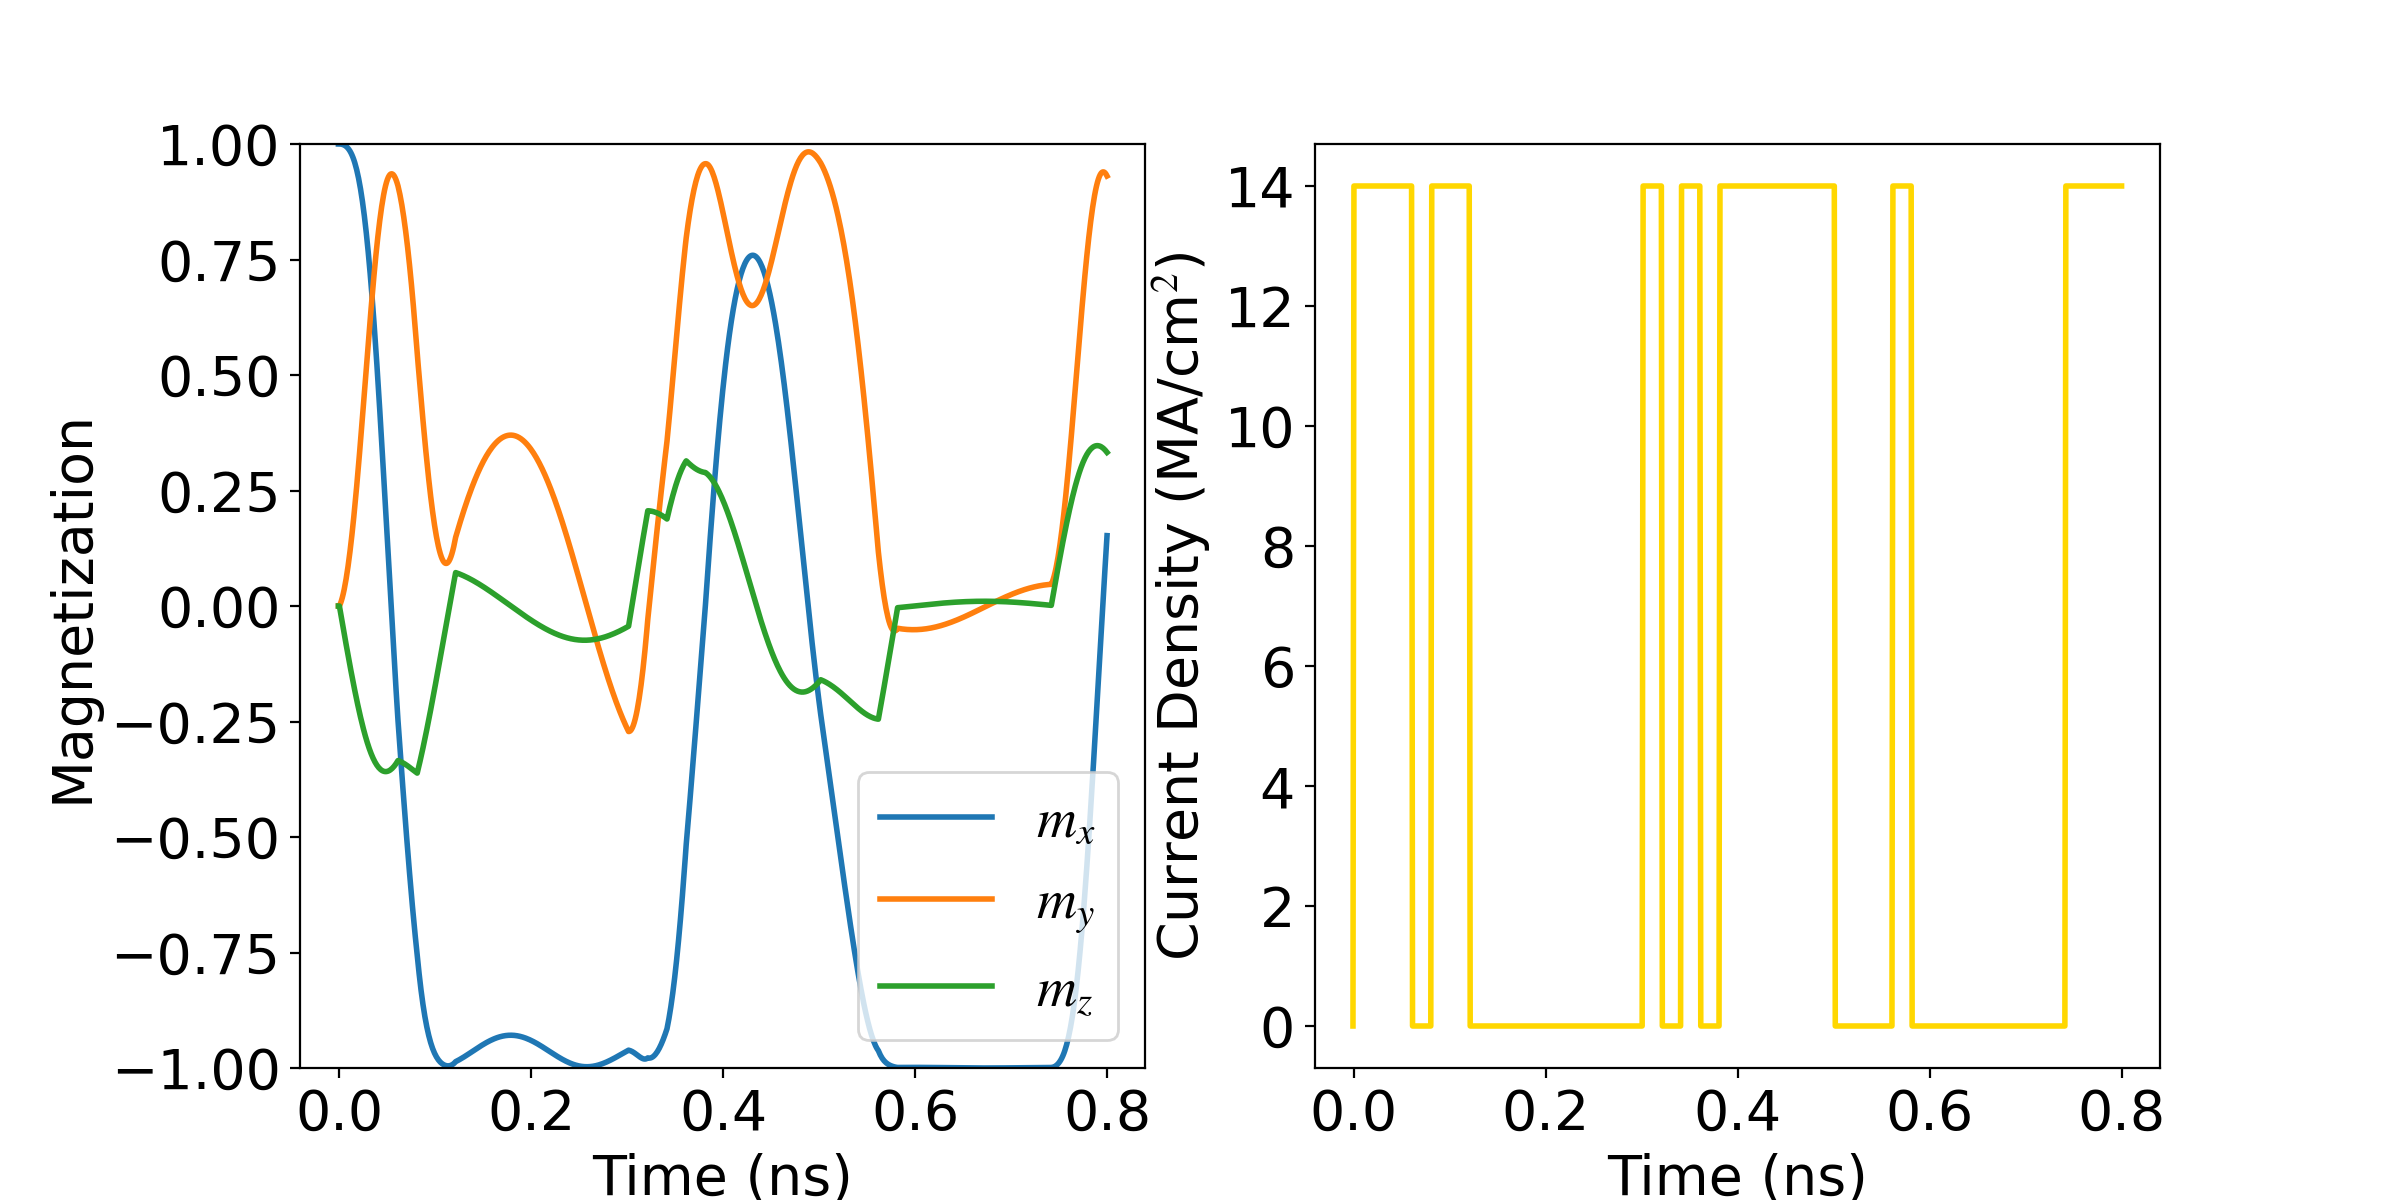 1.00
0.75
0.50
0.25
0.00
−0.25
−0.50
−0.75
−1.00
Magnetization
0.0 0.2 0.4 0.6 0.8
Time (ns)
m_x
m_y
m_z
14
12
10
8
6
4
2
0
Current Density (MA/cm²)
0.0 0.2 0.4 0.6 0.8
Time (ns)